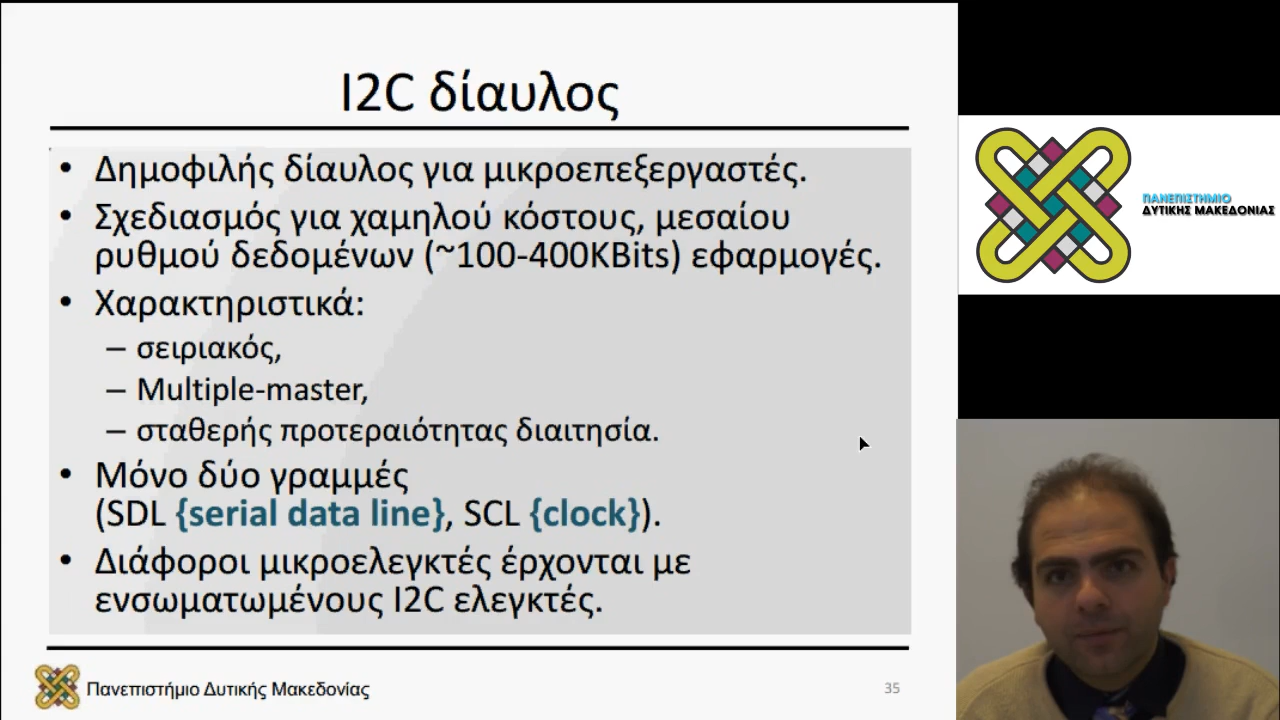 I2C δίαυλος
• Δημοφιλής δίαυλος για μικροεπεξεργαστές.
• Σχεδιασμός για χαμηλού κόστους, μεσαίου
ρυθμού δεδομένων (~100-400KBits) εφαρμογές.
• Χαρακτηριστικά:
– σειριακός,
– Multiple-master,
– σταθερής προτεραιότητας διαιτησία.
• Μόνο δύο γραμμές
(SDL {serial data line}, SCL {clock}).
• Διάφοροι μικροελεγκτές έρχονται με
ενσωματωμένους I2C ελεγκτές.
Πανεπιστήμιο Δυτικής Μακεδονίας
35
ΠΑΝΕΠΙΣΤΗΜΙΟ
ΔΥΤΙΚΗΣ ΜΑΚΕΔΟΝΙΑΣ